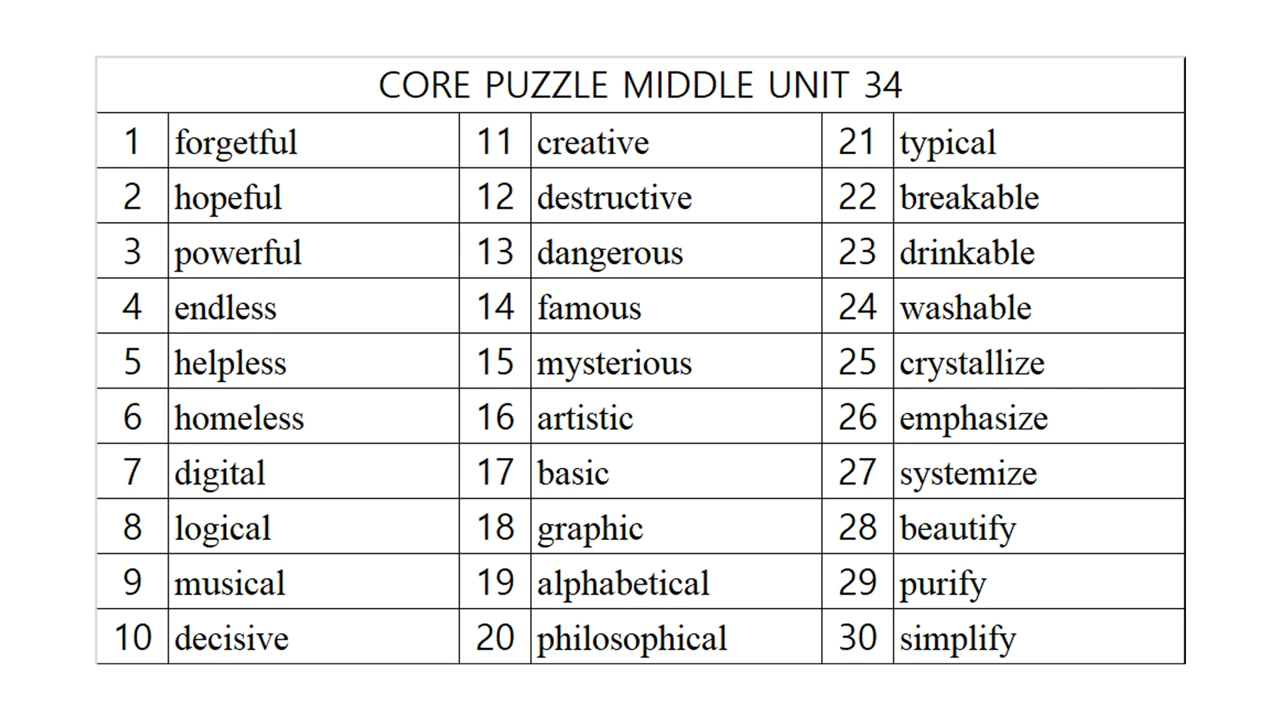 CORE PUZZLE MIDDLE UNIT 34
1 forgetful 11 creative 21 typical
2 hopeful 12 destructive 22 breakable
3 powerful 13 dangerous 23 drinkable
4 endless 14 famous 24 washable
5 helpless 15 mysterious 25 crystallize
6 homeless 16 artistic 26 emphasize
7 digital 17 basic 27 systemize
8 logical 18 graphic 28 beautify
9 musical 19 alphabetical 29 purify
10 decisive 20 philosophical 30 simplify